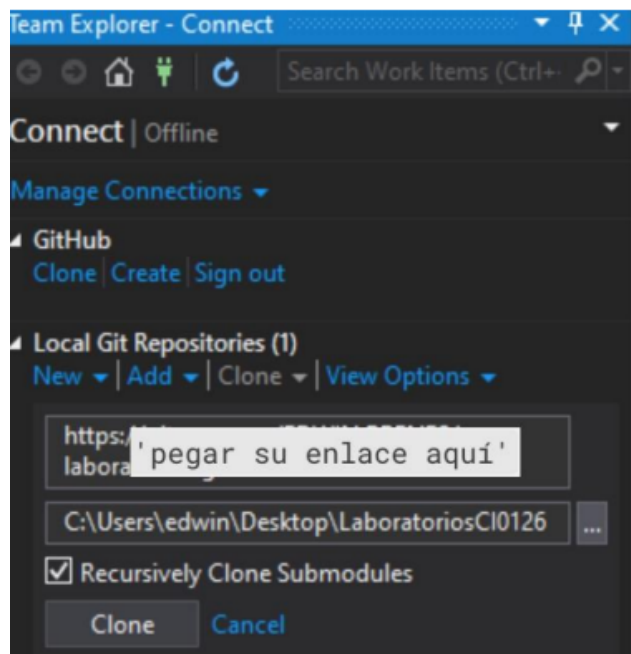 Team Explorer - Connect
Search Work Items (Ctrl+
Connect | Offline
Manage Connections
GitHub
Clone | Create | Sign out
Local Git Repositories (1)
New | Add | Clone | View Options
https:/
labora
'pegar su enlace aquí'
C:\Users\edwin\Desktop\LaboratoriosCI0126 ...
Recursively Clone Submodules
Clone Cancel